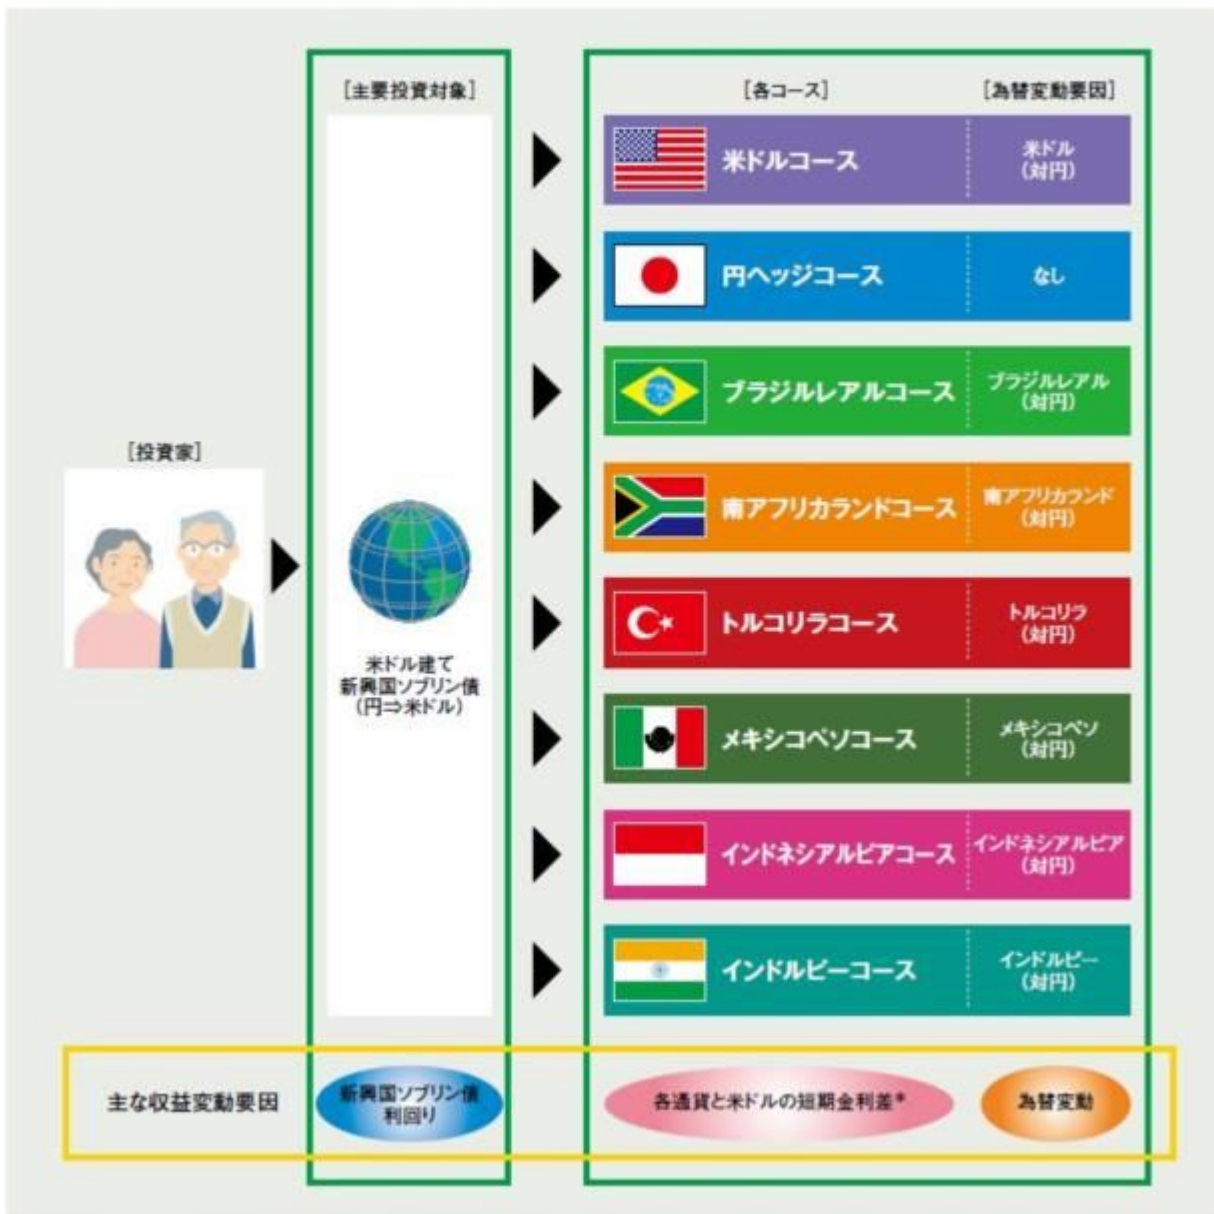 [主要投資対象]
[各コース]
[為替変動要因]
米ドルコース
米ドル
(対円)
円ヘッジコース
なし
ブラジルレアルコース
ブラジルレアル
(対円)
[投資家]
南アフリカランドコース
南アフリカランド
(対円)
トルコリラコース
トルコリラ
(対円)
米ドル建て
新興国ソブリン債
(円⇒米ドル)
メキシコペソコース
メキシコペソ
(対円)
インドネシアルピアコース
インドネシアルピア
(対円)
インドルピーコース
インドルピー
(対円)
主な収益変動要因
新興国ソブリン債
利回り
各通貨と米ドルの短期金利差*
為替変動